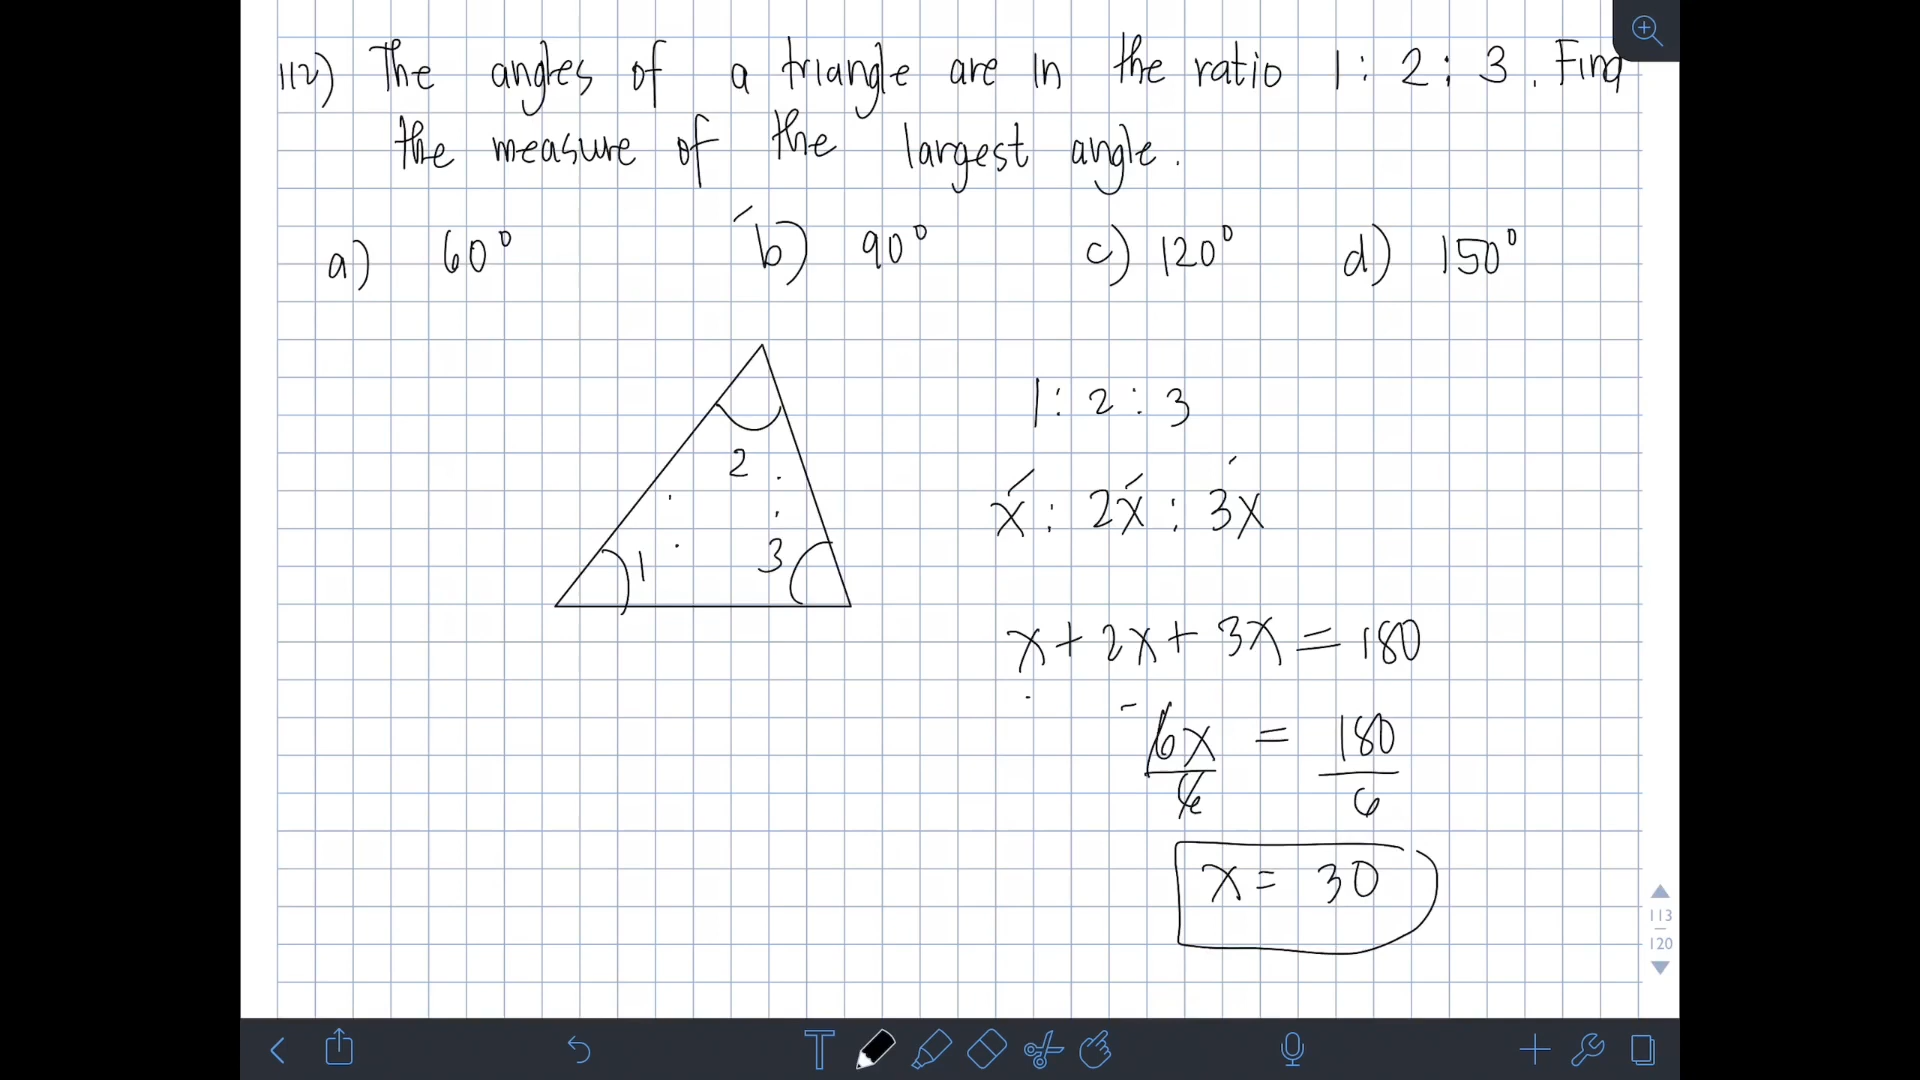 112) The angles of a triangle are in the ratio 1 : 2 : 3 . Find
the measure of the largest angle.
a) 60° b) 90° c) 120° d) 150°
2
1 3
1 : 2 : 3
x : 2x : 3x
x + 2x + 3x = 180
6x/6 = 180/6
x = 30
113
120
T